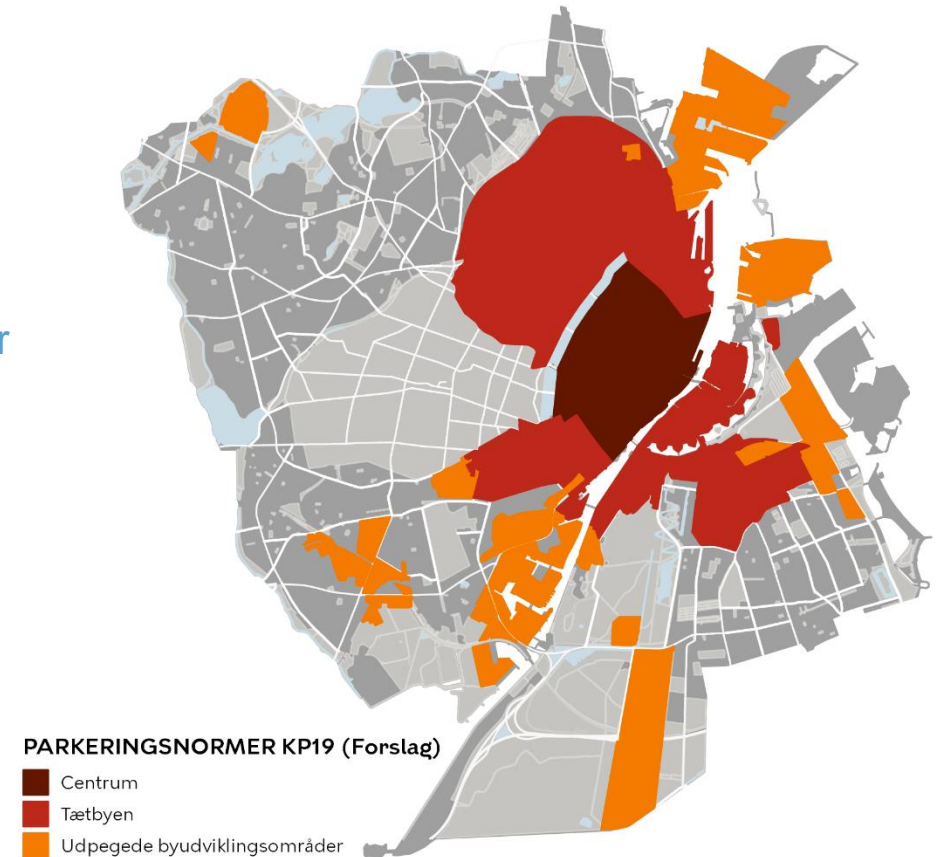 r
PARKERINGSNORMER KP19 (Forslag)
Centrum
Tætbyen
Udpegede byudviklingsområder